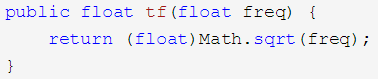 public float tf(float freq) {
    return (float)Math.sqrt(freq);
}